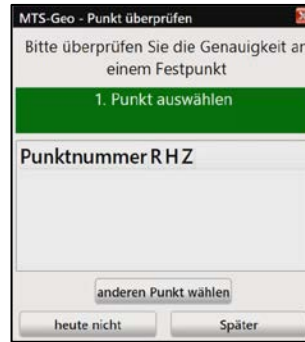 MTS-Geo - Punkt überprüfen
Bitte überprüfen Sie die Genauigkeit an
einem Festpunkt
1. Punkt auswählen
Punktnummer R H Z
anderen Punkt wählen
heute nicht
Später